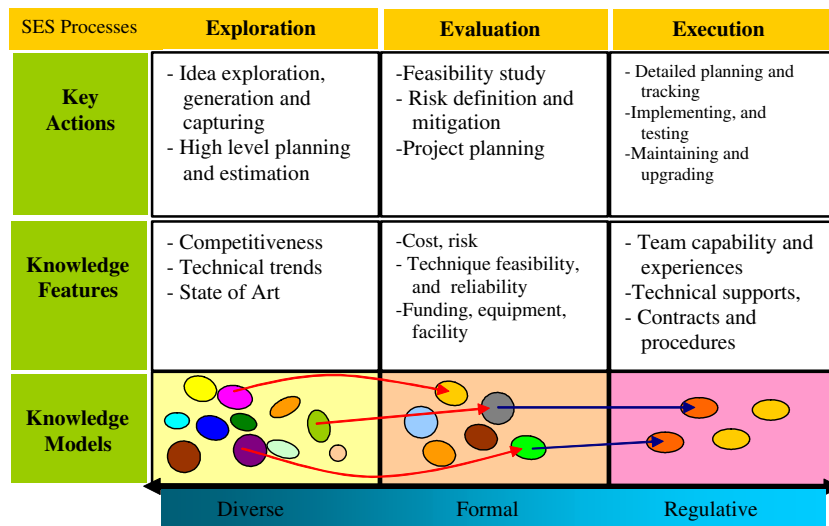 SES Processes
Exploration
Evaluation
Execution
Key
Actions
- Idea exploration,
generation and
capturing
- High level planning
and estimation
-Feasibility study
- Risk definition and
mitigation
-Project planning
- Detailed planning and
tracking
-Implementing, and
testing
-Maintaining and
upgrading
Knowledge
Features
- Competitiveness
- Technical trends
- State of Art
-Cost, risk
- Technique feasibility,
and reliability
-Funding, equipment,
facility
- Team capability and
experiences
-Technical supports,
- Contracts and
procedures
Knowledge
Models
Diverse
Formal
Regulative